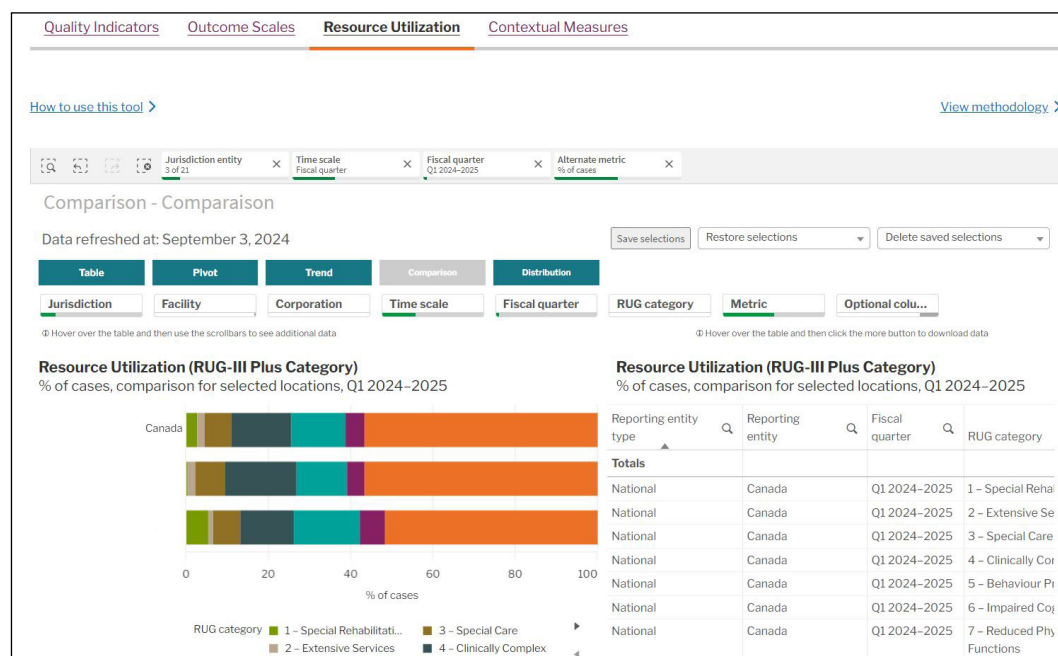 Quality Indicators Outcome Scales Resource Utilization Contextual Measures
How to use this tool
View methodology
Jurisdiction entity
3 of 21
Time scale
Fiscal quarter
Fiscal quarter
Q1 2024–2025
Alternate metric
% of cases
Comparison - Comparaison
Data refreshed at: September 3, 2024
Save selections Restore selections Delete saved selections
Table Pivot Trend Comparison Distribution
Jurisdiction Facility Corporation Time scale Fiscal quarter RUG category Metric Optional colu...
Hover over the table and then use the scrollbars to see additional data
Hover over the table and then click the more button to download data
Resource Utilization (RUG-III Plus Category)
% of cases, comparison for selected locations, Q1 2024–2025
Canada
0 20 40 60 80 100
% of cases
RUG category 1 – Special Rehabilitati... 3 – Special Care
2 – Extensive Services 4 – Clinically Complex
Resource Utilization (RUG-III Plus Category)
% of cases, comparison for selected locations, Q1 2024–2025
Reporting entity type Reporting entity Fiscal quarter RUG category
Totals
National Canada Q1 2024–2025 1 – Special Reha
National Canada Q1 2024–2025 2 – Extensive Se
National Canada Q1 2024–2025 3 – Special Care
National Canada Q1 2024–2025 4 – Clinically Co
National Canada Q1 2024–2025 5 – Behaviour P
National Canada Q1 2024–2025 6 – Impaired Co
National Canada Q1 2024–2025 7 – Reduced Phy
Functions